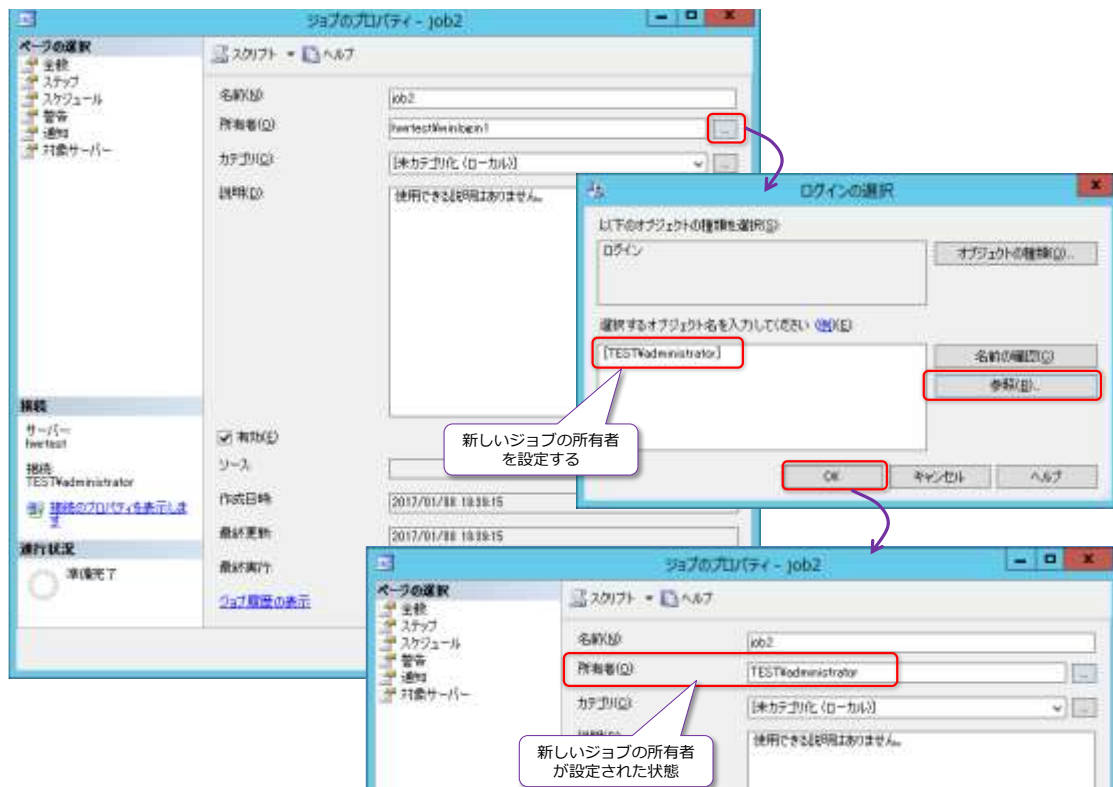 ジョブのプロパティ - job2
ページの選択
全般
ステップ
スケジュール
警告
通知
対象サーバー
スクリプト ヘルプ
名前(N):
job2
所有者(O):
hwrtest¥winlogin1
...
カテゴリ(C):
[未カテゴリ化 (ローカル)]
...
説明(D):
使用できる説明はありません。
ログインの選択
以下のオブジェクトの種類を選択(S):
ログイン
オブジェクトの種類(O)...
選択するオブジェクト名を入力してください (例)(E):
[TEST¥administrator]
名前の確認(C)
参照(B)...
OK
キャンセル
ヘルプ
新しいジョブの所有者
を設定する
接続
サーバー:
hwrtest
接続:
TEST¥administrator
接続のプロパティを表示しま
す
進行状況
準備完了
有効(E)
ソース:
作成日時:
最終更新:
最終実行:
ジョブ履歴の表示
ジョブのプロパティ - job2
ページの選択
全般
ステップ
スケジュール
警告
通知
対象サーバー
スクリプト ヘルプ
名前(N):
job2
所有者(O):
TEST¥administrator
...
カテゴリ(C):
[未カテゴリ化 (ローカル)]
...
使用できる説明はありません。
新しいジョブの所有者
が設定された状態